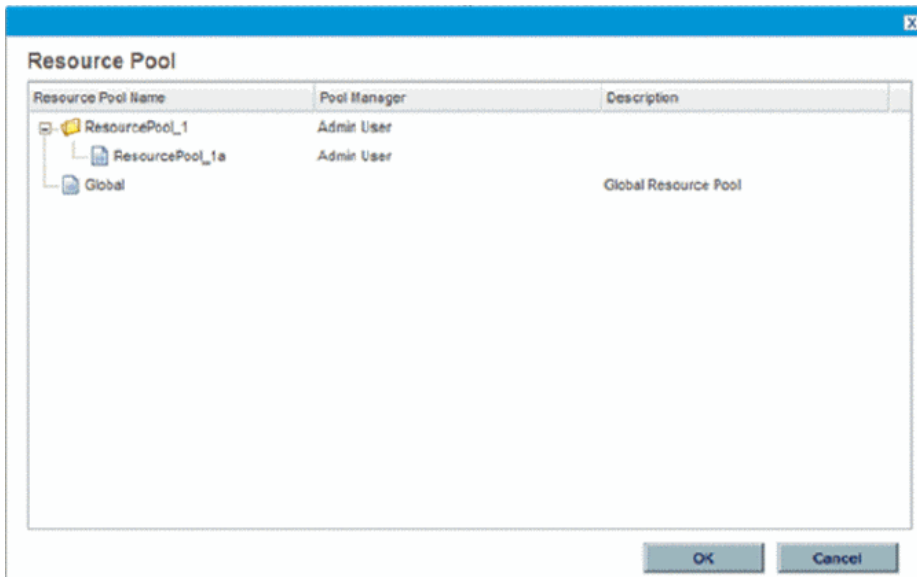 X
Resource Pool
Resource Pool Name Pool Manager Description
ResourcePool_1 Admin User
ResourcePool_1a Admin User
Global Global Resource Pool
OK Cancel